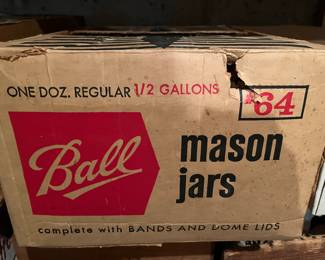 ONE DOZ. REGULAR 1/2 GALLONS
64
Ball
mason
jars
complete with BANDS AND DOME LIDS